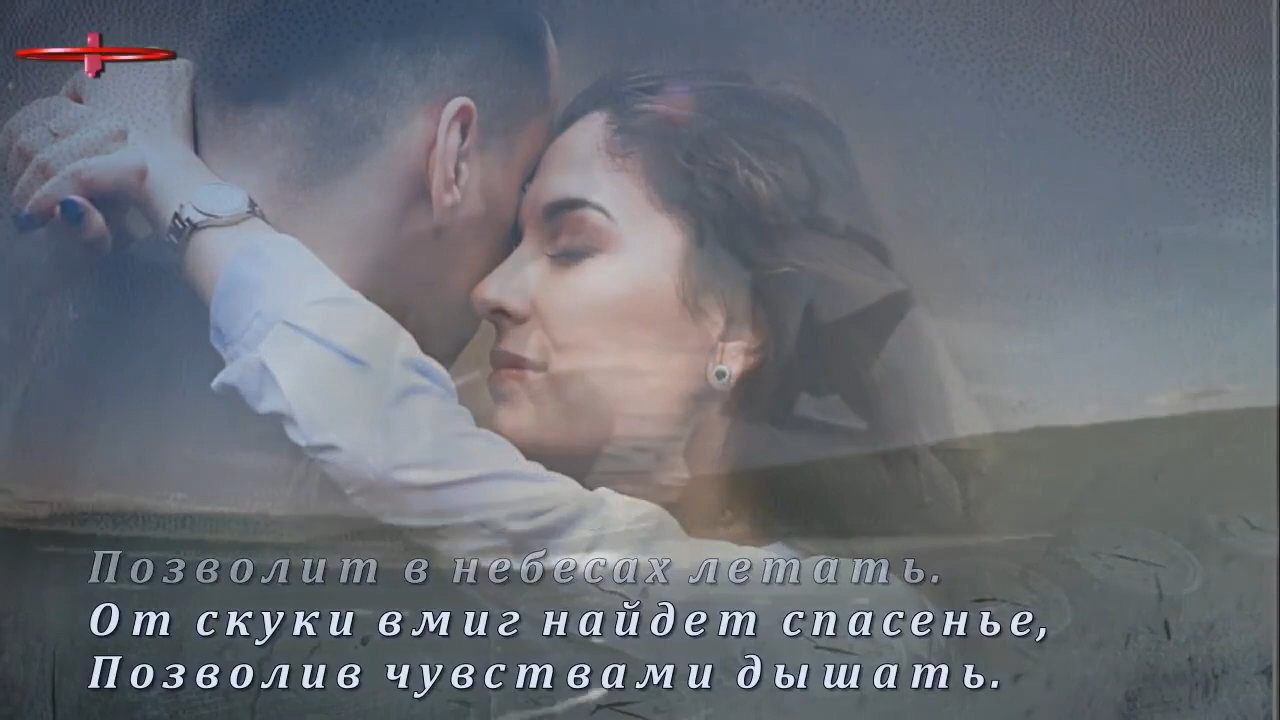 Позволит в небесах летать.
От скуки вмиг найдет спасенье,
Позволив чувствами дышать.